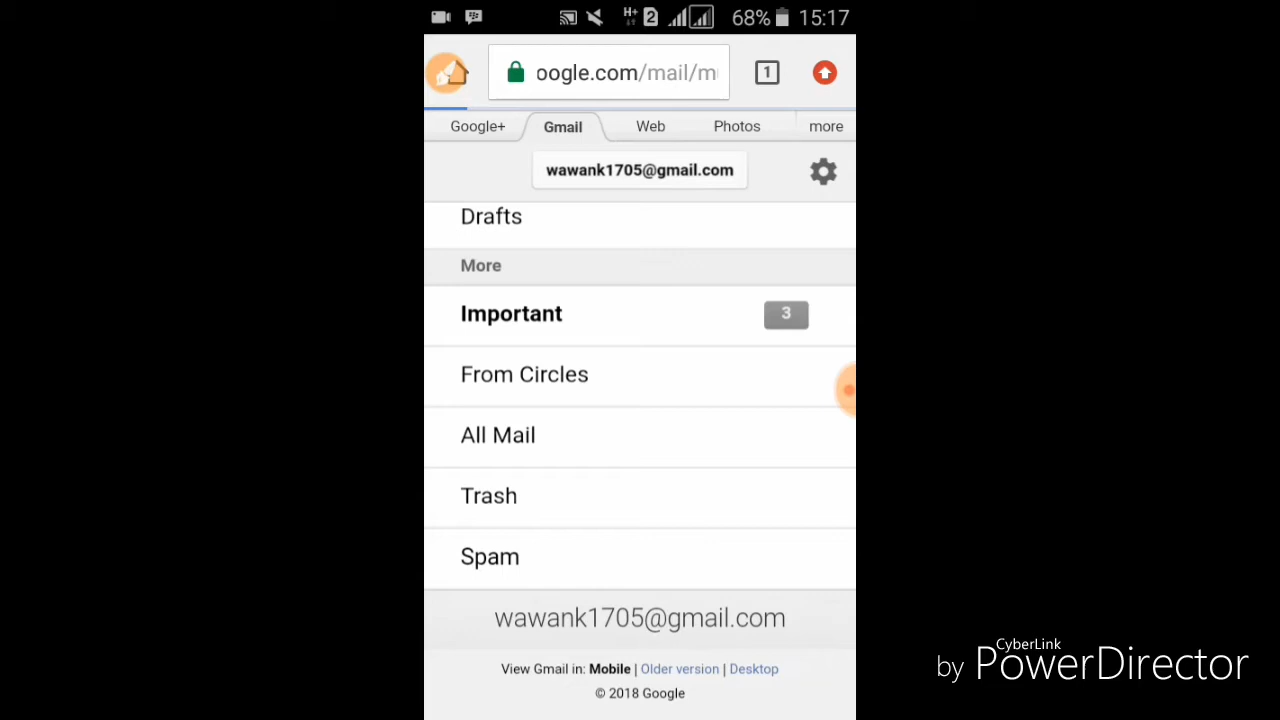 H+ 2 68% 15:17
oogle.com/mail/m
1
Google+ Gmail Web Photos more
wawank1705@gmail.com
Drafts
More
Important 3
From Circles
All Mail
Trash
Spam
wawank1705@gmail.com
View Gmail in: Mobile | Older version | Desktop
© 2018 Google
CyberLink
by PowerDirector